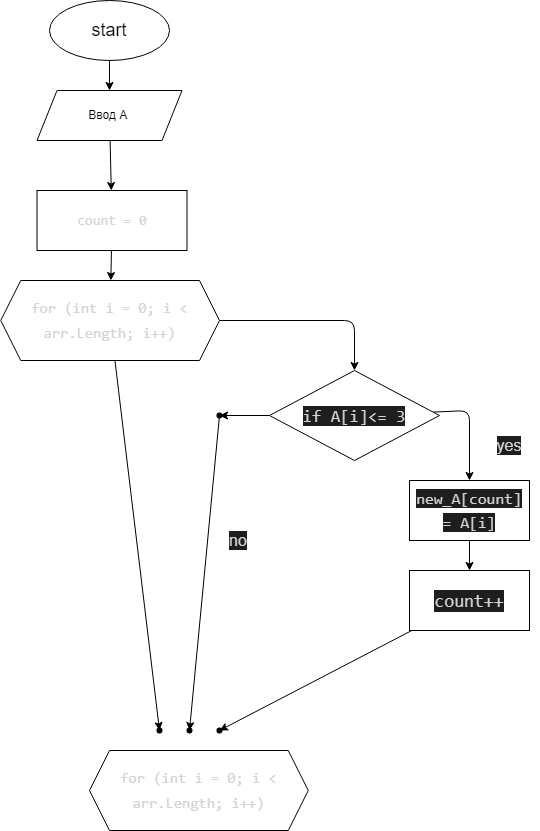 start
Ввод A
count = 0
for (int i = 0; i <
arr.Length; i++)
if A[i]<= 3
yes
new_A[count]
= A[i]
no
count++
for (int i = 0; i <
arr.Length; i++)